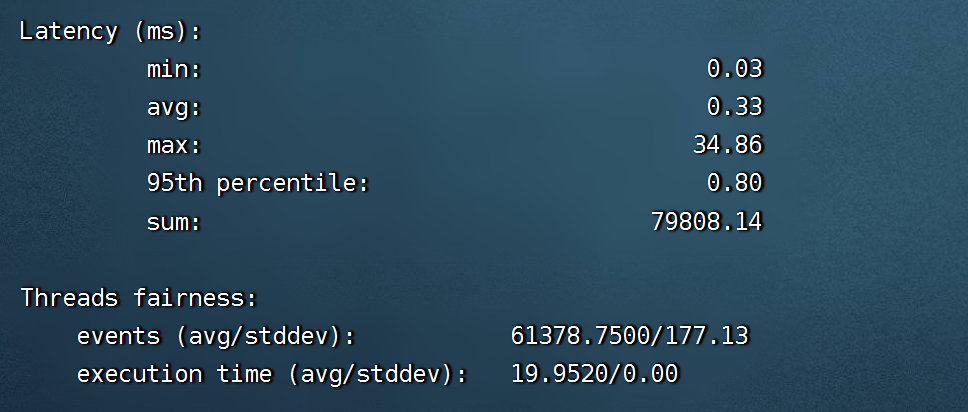 Latency (ms):
min: 0.03
avg: 0.33
max: 34.86
95th percentile: 0.80
sum: 79808.14
Threads fairness:
events (avg/stddev): 61378.7500/177.13
execution time (avg/stddev): 19.9520/0.00